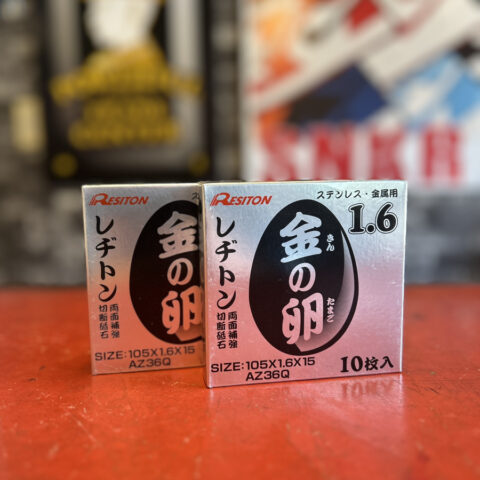 SNKR
RESITON
レヂトン
両面補強
切断砥石
金の卵
SIZE:105X1.6X15
AZ36Q
RESITON
ステンレス・金属用
1.6
レヂトン
両面補強
切断砥石
金の卵
きん
たまご
SIZE:105X1.6X15
AZ36Q
10枚入